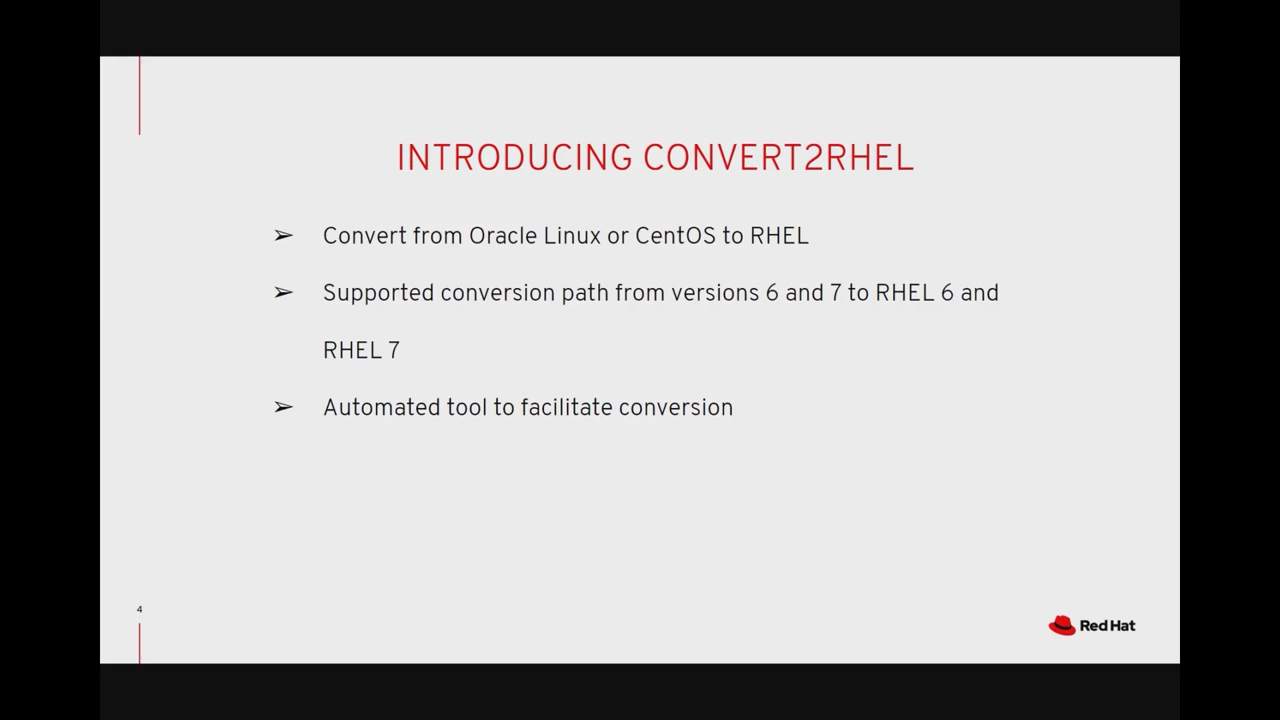 INTRODUCING CONVERT2RHEL
➢ Convert from Oracle Linux or CentOS to RHEL
➢ Supported conversion path from versions 6 and 7 to RHEL 6 and
RHEL 7
➢ Automated tool to facilitate conversion
4
Red Hat